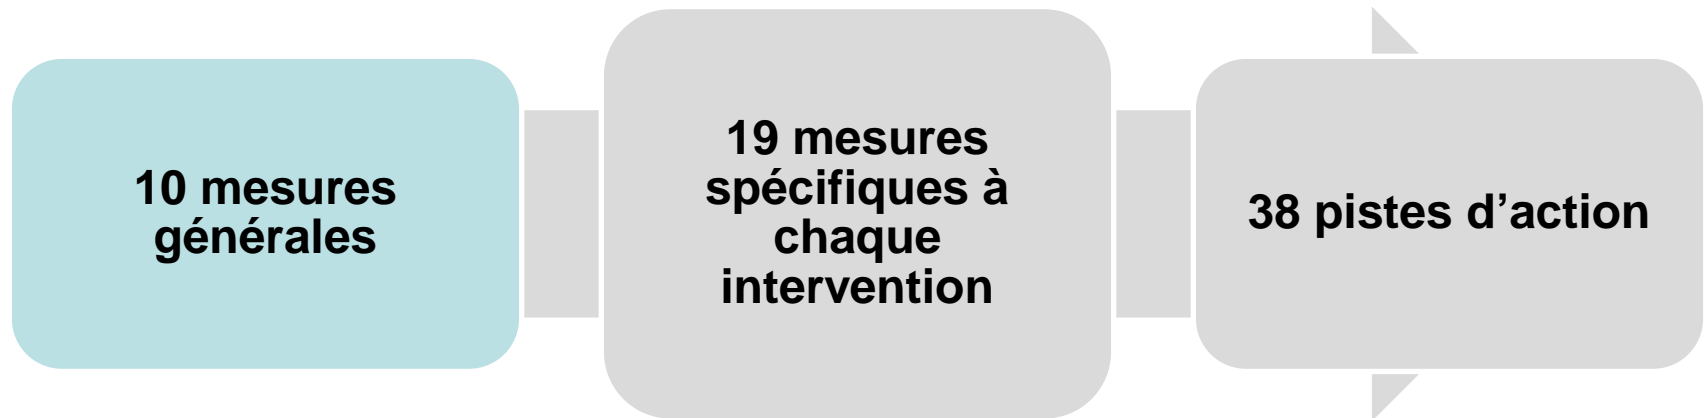 10 mesures
générales
19 mesures
spécifiques à
chaque
intervention
38 pistes d’action